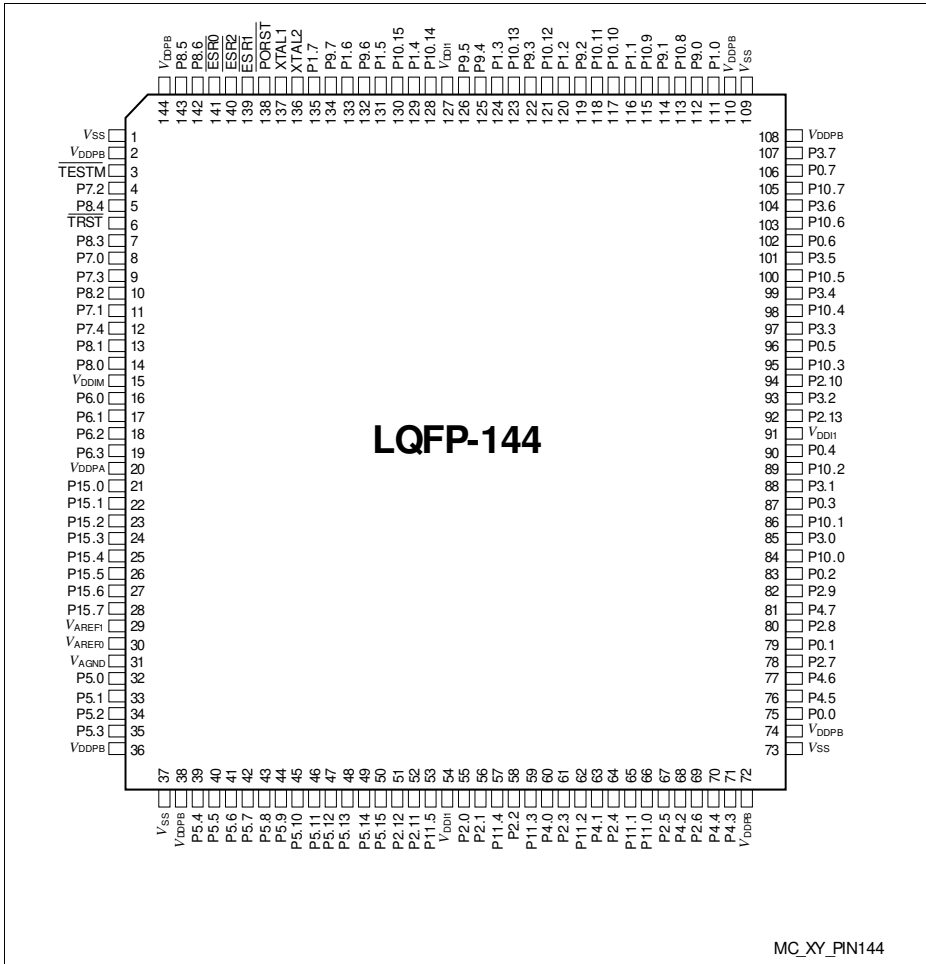 VDDPB 144
P8.5 143
P8.6 142
ESR0 141
ESR2 140
ESR1 139
PORST 138
XTAL1 137
XTAL2 136
P1.7 135
P9.7 134
P1.6 133
P9.6 132
P1.5 131
P10.15 130
P1.4 129
P10.14 128
VDDI1 127
P9.5 126
P9.4 125
P1.3 124
P10.13 123
P9.3 122
P10.12 121
P1.2 120
P9.2 119
P10.11 118
P10.10 117
P1.1 116
P10.9 115
P9.1 114
P10.8 113
P9.0 112
P1.0 111
VDDPB 110
VSS 109
VSS 1
VDDPB 2
TESTM 3
P7.2 4
P8.4 5
TRST 6
P8.3 7
P7.0 8
P7.3 9
P8.2 10
P7.1 11
P7.4 12
P8.1 13
P8.0 14
VDDIM 15
P6.0 16
P6.1 17
P6.2 18
P6.3 19
VDDPA 20
P15.0 21
P15.1 22
P15.2 23
P15.3 24
P15.4 25
P15.5 26
P15.6 27
P15.7 28
VAREF1 29
VAREF0 30
VAGND 31
P5.0 32
P5.1 33
P5.2 34
P5.3 35
VDDPB 36
LQFP-144
108 VDDPB
107 P3.7
106 P0.7
105 P10.7
104 P3.6
103 P10.6
102 P0.6
101 P3.5
100 P10.5
99 P3.4
98 P10.4
97 P3.3
96 P0.5
95 P10.3
94 P2.10
93 P3.2
92 P2.13
91 VDDI1
90 P0.4
89 P10.2
88 P3.1
87 P0.3
86 P10.1
85 P3.0
84 P10.0
83 P0.2
82 P2.9
81 P4.7
80 P2.8
79 P0.1
78 P2.7
77 P4.6
76 P4.5
75 P0.0
74 VDDPB
73 VSS
37 VSS
38 VDDPB
39 P5.4
40 P5.5
41 P5.6
42 P5.7
43 P5.8
44 P5.9
45 P5.10
46 P5.11
47 P5.12
48 P5.13
49 P5.14
50 P5.15
51 P2.12
52 P2.11
53 P11.5
54 VDDI1
55 P2.0
56 P2.1
57 P11.4
58 P2.2
59 P11.3
60 P4.0
61 P2.3
62 P11.2
63 P4.1
64 P2.4
65 P11.1
66 P11.0
67 P2.5
68 P4.2
69 P2.6
70 P4.4
71 P4.3
72 VDDPB
MC_XY_PIN144